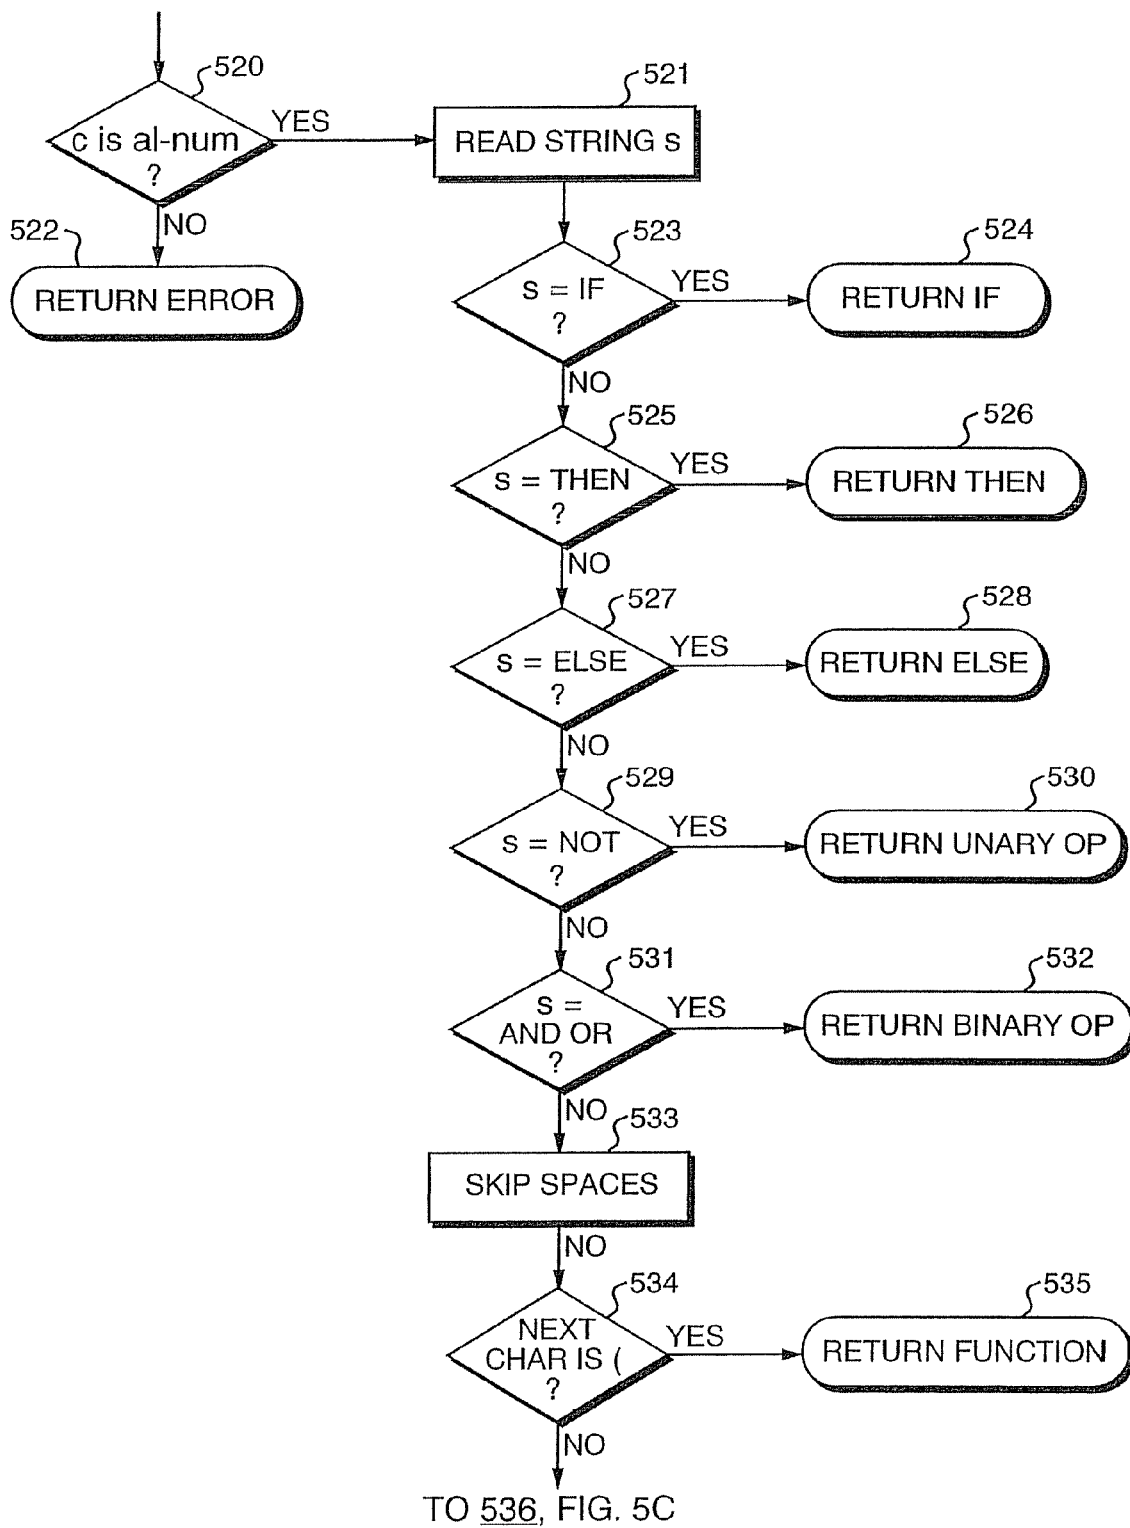 520
c is al-num
?
YES
521
READ STRING s
NO
522
RETURN ERROR
523
s = IF
?
YES
524
RETURN IF
NO
525
s = THEN
?
YES
526
RETURN THEN
NO
527
s = ELSE
?
YES
528
RETURN ELSE
NO
529
s = NOT
?
YES
530
RETURN UNARY OP
NO
531
s =
AND OR
?
YES
532
RETURN BINARY OP
NO
533
SKIP SPACES
NO
534
NEXT
CHAR IS (
?
YES
535
RETURN FUNCTION
NO
TO 536, FIG. 5C